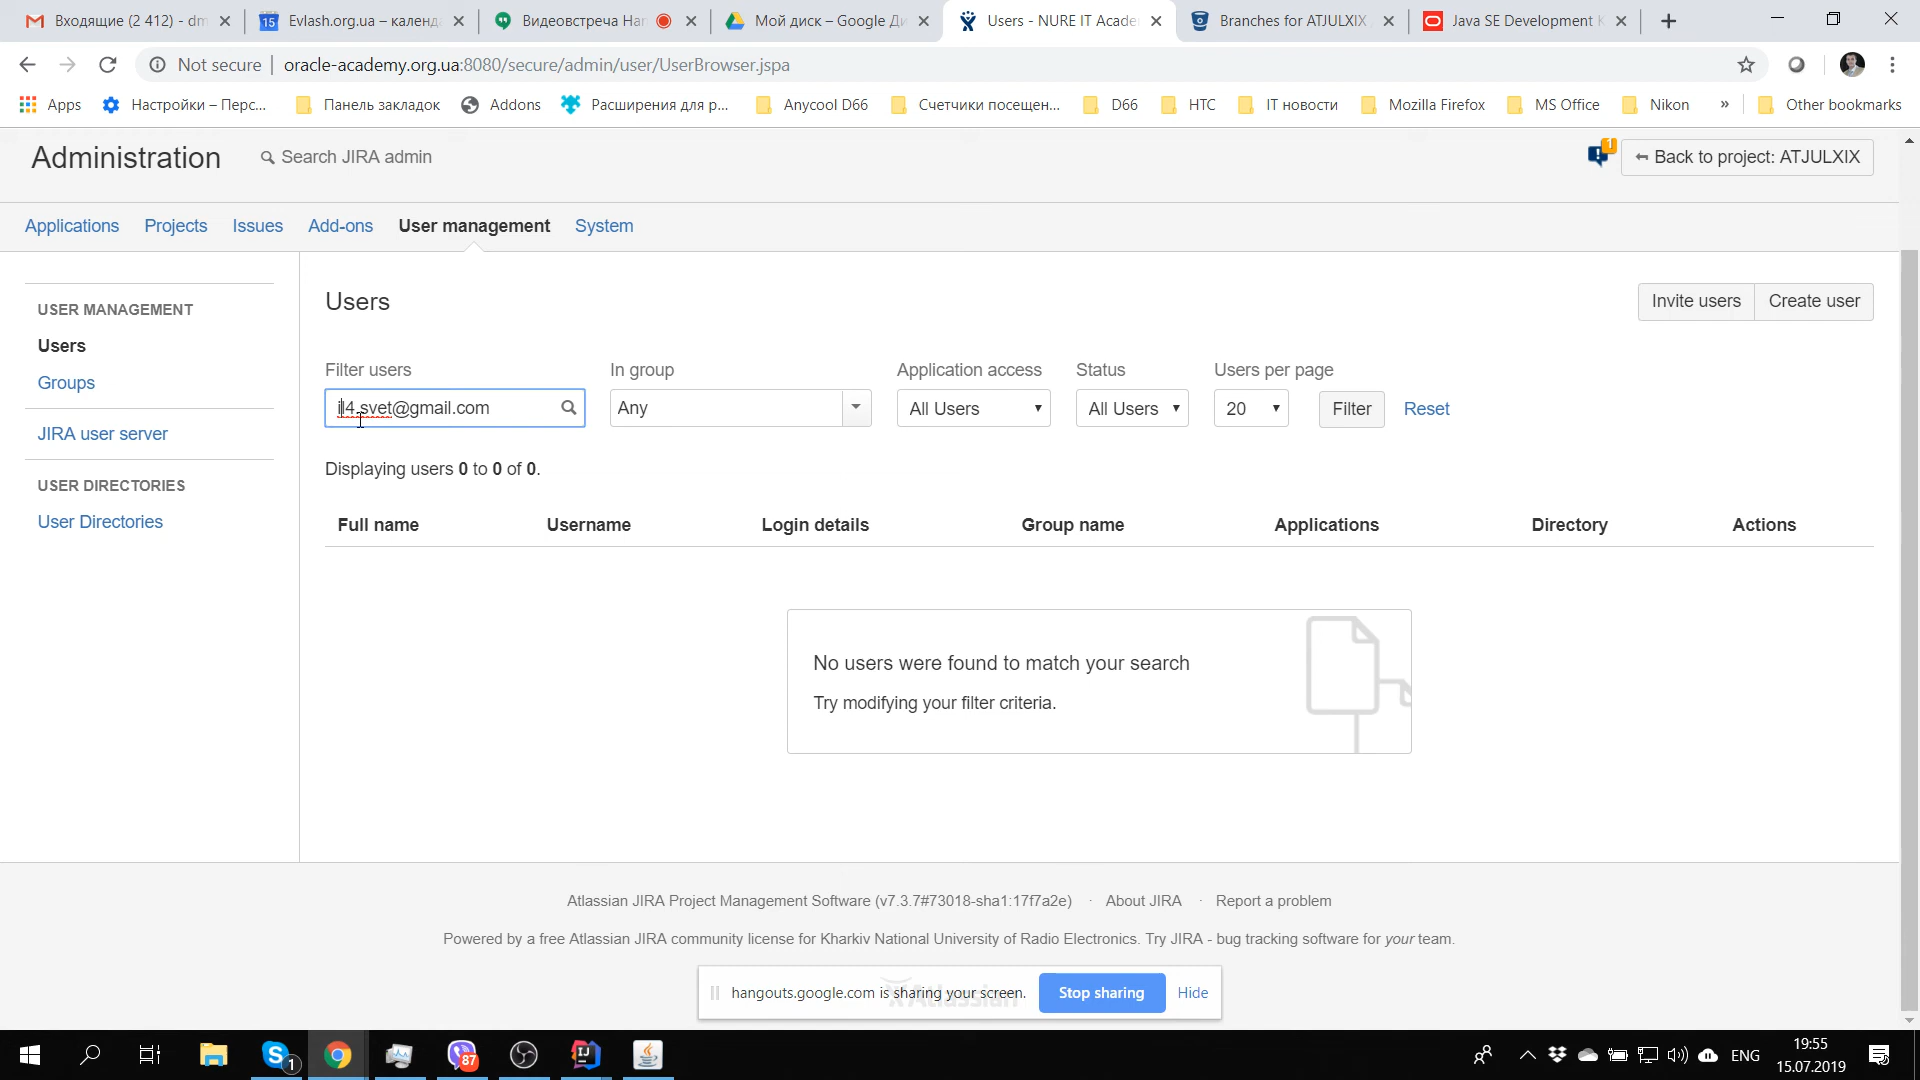 Входящие (2 412) - dm
Evlash.org.ua – календа
Видеовстреча Han
Мой диск – Google Ди
Users - NURE IT Acade
Branches for ATJULXIX
Java SE Development K
Not secure oracle-academy.org.ua:8080/secure/admin/user/UserBrowser.jspa
Apps Настройки – Перс... Панель закладок Addons Расширения для р... Anycool D66 Счетчики посещен... D66 HTC IT новости Mozilla Firefox MS Office Nikon » Other bookmarks
Administration Search JIRA admin 1 Back to project: ATJULXIX
Applications Projects Issues Add-ons User management System
USER MANAGEMENT
Users
Groups
JIRA user server
USER DIRECTORIES
User Directories
Users Invite users Create user
Filter users In group Application access Status Users per page
il4.svet@gmail.com Any All Users All Users 20 Filter Reset
Displaying users 0 to 0 of 0.
Full name Username Login details Group name Applications Directory Actions
No users were found to match your search
Try modifying your filter criteria.
Atlassian JIRA Project Management Software (v7.3.7#73018-sha1:17f7a2e) · About JIRA · Report a problem
Powered by a free Atlassian JIRA community license for Kharkiv National University of Radio Electronics. Try JIRA - bug tracking software for your team.
hangouts.google.com is sharing your screen. Stop sharing Hide
1 87 ENG 19:55
15.07.2019